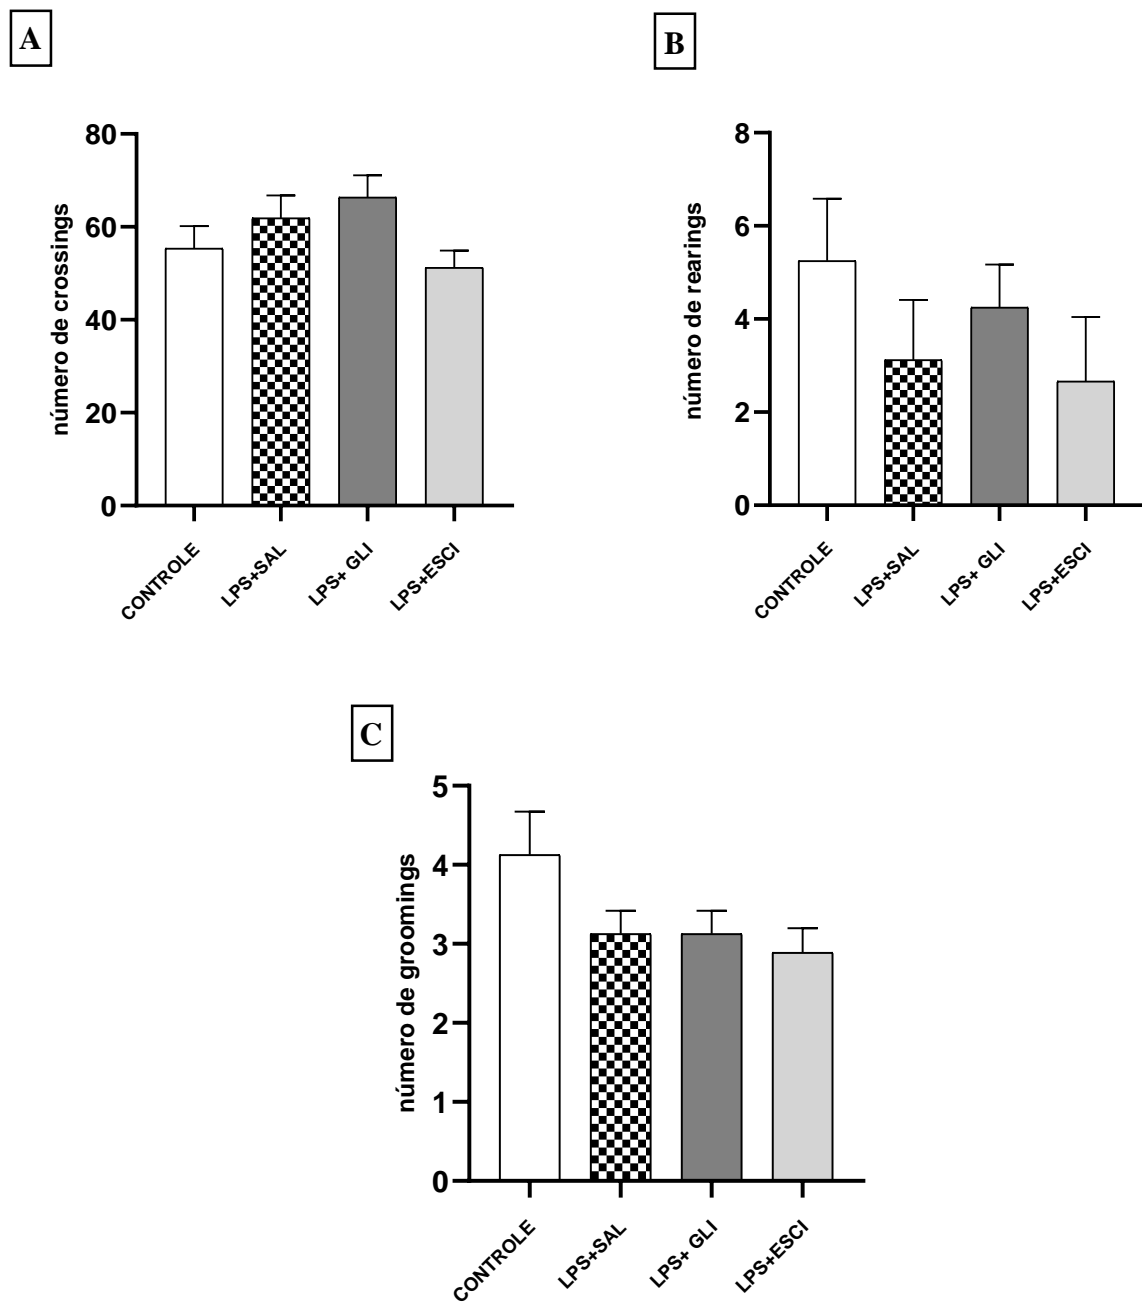 A
número de crossings
80
60
40
20
0
CONTROLE
LPS+SAL
LPS+ GLI
LPS+ESCI
B
número de rearings
8
6
4
2
0
CONTROLE
LPS+SAL
LPS+ GLI
LPS+ESCI
C
número de groomings
5
4
3
2
1
0
CONTROLE
LPS+SAL
LPS+ GLI
LPS+ESCI